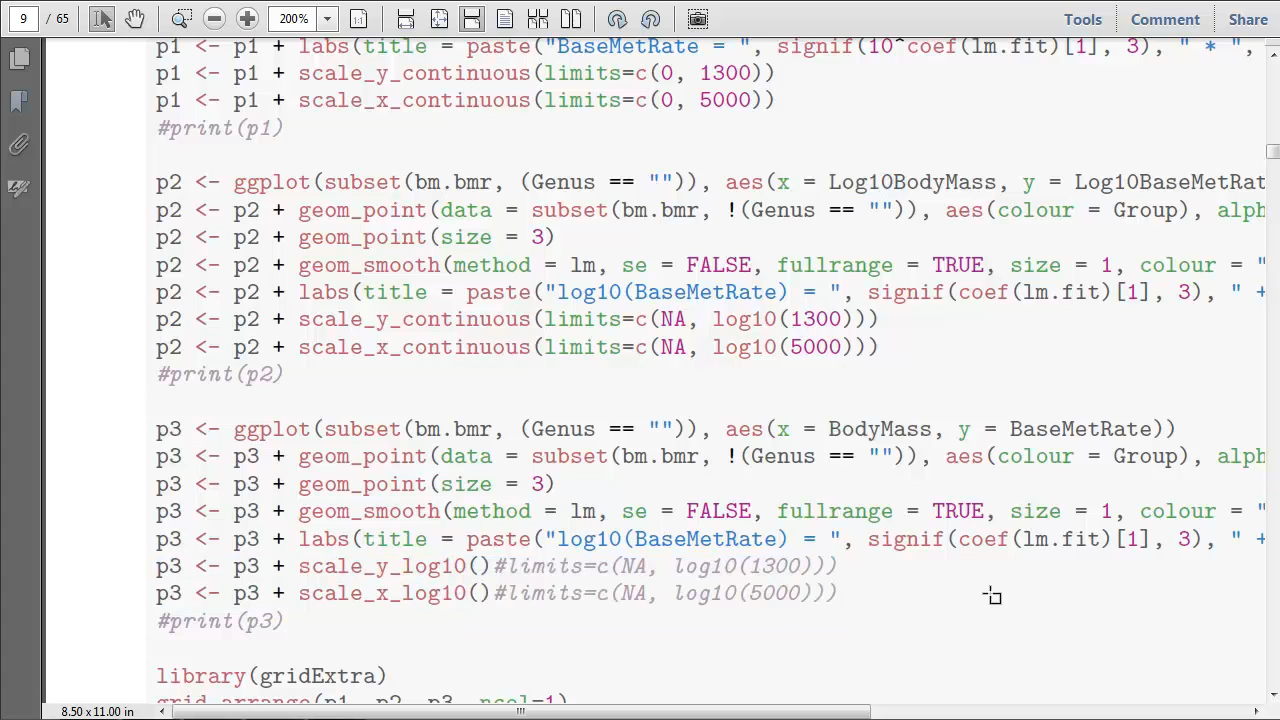 9 / 65
200%
Tools
Comment
Share
p1 <- p1 + labs(title = paste("BaseMetRate = ", signif(10^coef(lm.fit)[1], 3), " * ",
p1 <- p1 + scale_y_continuous(limits=c(0, 1300))
p1 <- p1 + scale_x_continuous(limits=c(0, 5000))
#print(p1)
p2 <- ggplot(subset(bm.bmr, (Genus == "")), aes(x = Log10BodyMass, y = Log10BaseMetRat
p2 <- p2 + geom_point(data = subset(bm.bmr, !(Genus == "")), aes(colour = Group), alph
p2 <- p2 + geom_point(size = 3)
p2 <- p2 + geom_smooth(method = lm, se = FALSE, fullrange = TRUE, size = 1, colour = "
p2 <- p2 + labs(title = paste("log10(BaseMetRate) = ", signif(coef(lm.fit)[1], 3), " +
p2 <- p2 + scale_y_continuous(limits=c(NA, log10(1300)))
p2 <- p2 + scale_x_continuous(limits=c(NA, log10(5000)))
#print(p2)
p3 <- ggplot(subset(bm.bmr, (Genus == "")), aes(x = BodyMass, y = BaseMetRate))
p3 <- p3 + geom_point(data = subset(bm.bmr, !(Genus == "")), aes(colour = Group), alph
p3 <- p3 + geom_point(size = 3)
p3 <- p3 + geom_smooth(method = lm, se = FALSE, fullrange = TRUE, size = 1, colour = "
p3 <- p3 + labs(title = paste("log10(BaseMetRate) = ", signif(coef(lm.fit)[1], 3), " +
p3 <- p3 + scale_y_log10()#limits=c(NA, log10(1300)))
p3 <- p3 + scale_x_log10()#limits=c(NA, log10(5000)))
#print(p3)
library(gridExtra)
grid.arrange(p1, p2, p3, ncol=1)
8.50 x 11.00 in